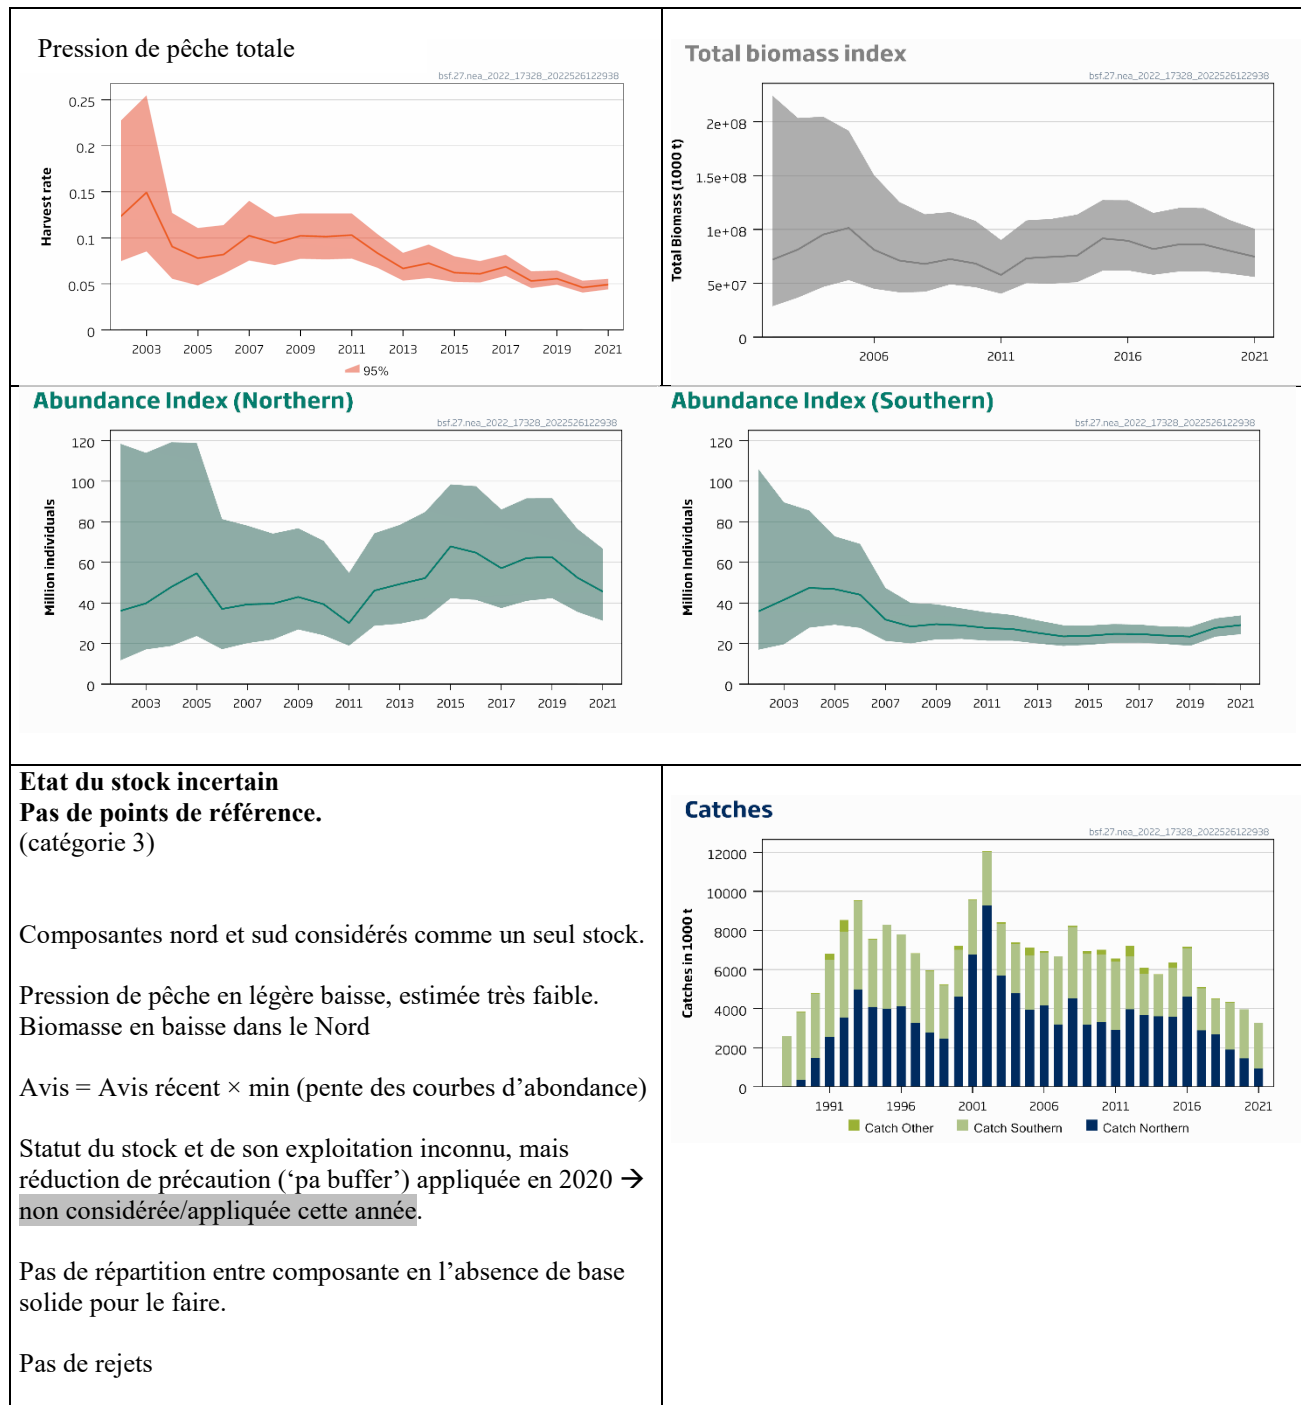 Pression de pêche totale
bsf.27.nea_2022_17328_2022526122938
Harvest rate
0.25
0.2
0.15
0.1
0.05
0
2003 2005 2007 2009 2011 2013 2015 2017 2019 2021
95%
Total biomass index
bsf.27.nea_2022_17328_2022526122938
Total Biomass (1000 t)
2e+08
1.5e+08
1e+08
5e+07
0
2006 2011 2016 2021
Abundance Index (Northern)
bsf.27.nea_2022_17328_2022526122938
Million individuals
120
100
80
60
40
20
0
2003 2005 2007 2009 2011 2013 2015 2017 2019 2021
Abundance Index (Southern)
bsf.27.nea_2022_17328_2022526122938
Million individuals
120
100
80
60
40
20
0
2003 2005 2007 2009 2011 2013 2015 2017 2019 2021
Etat du stock incertain
Pas de points de référence.
(catégorie 3)
Composantes nord et sud considérés comme un seul stock.
Pression de pêche en légère baisse, estimée très faible.
Biomasse en baisse dans le Nord
Avis = Avis récent × min (pente des courbes d’abondance)
Statut du stock et de son exploitation inconnu, mais
réduction de précaution (‘pa buffer’) appliquée en 2020 →
non considérée/appliquée cette année.
Pas de répartition entre composante en l’absence de base
solide pour le faire.
Pas de rejets
Catches
bsf.27.nea_2022_17328_2022526122938
Catches in 1000 t
12000
10000
8000
6000
4000
2000
0
1991 1996 2001 2006 2011 2016 2021
Catch Other Catch Southern Catch Northern